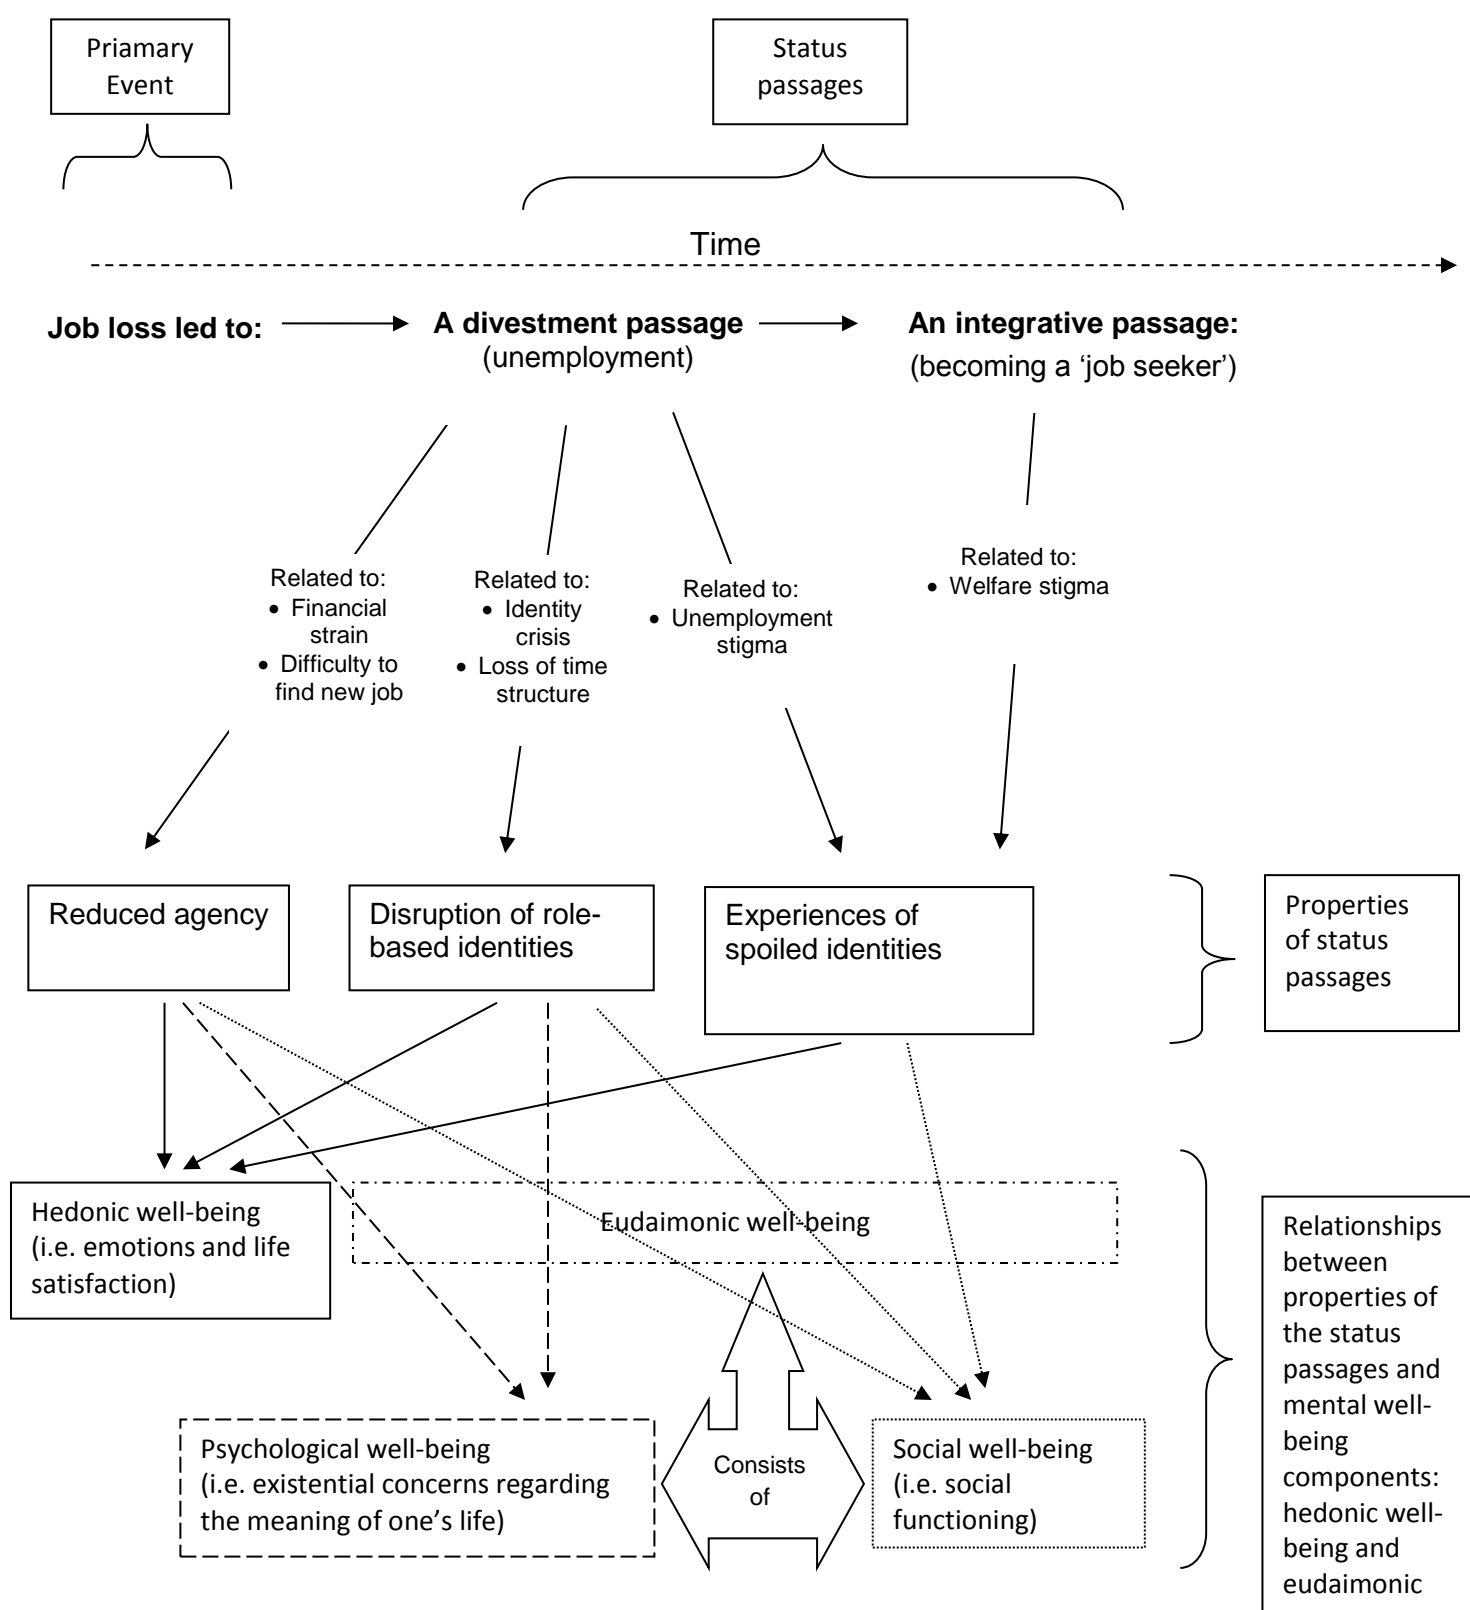 Priamary
Event
Status
passages
Time
Job loss led to:
A divestment passage
(unemployment)
An integrative passage:
(becoming a ‘job seeker’)
Related to:
• Financial
strain
• Difficulty to
find new job
Related to:
• Identity
crisis
• Loss of time
structure
Related to:
• Unemployment
stigma
Related to:
• Welfare stigma
Reduced agency
Disruption of role-
based identities
Experiences of
spoiled identities
Properties
of status
passages
Hedonic well-being
(i.e. emotions and life
satisfaction)
Eudaimonic well-being
Relationships
between
properties of
the status
passages and
mental well-
being
components:
hedonic well-
being and
eudaimonic
Psychological well-being
(i.e. existential concerns regarding
the meaning of one’s life)
Consists
of
Social well-being
(i.e. social
functioning)